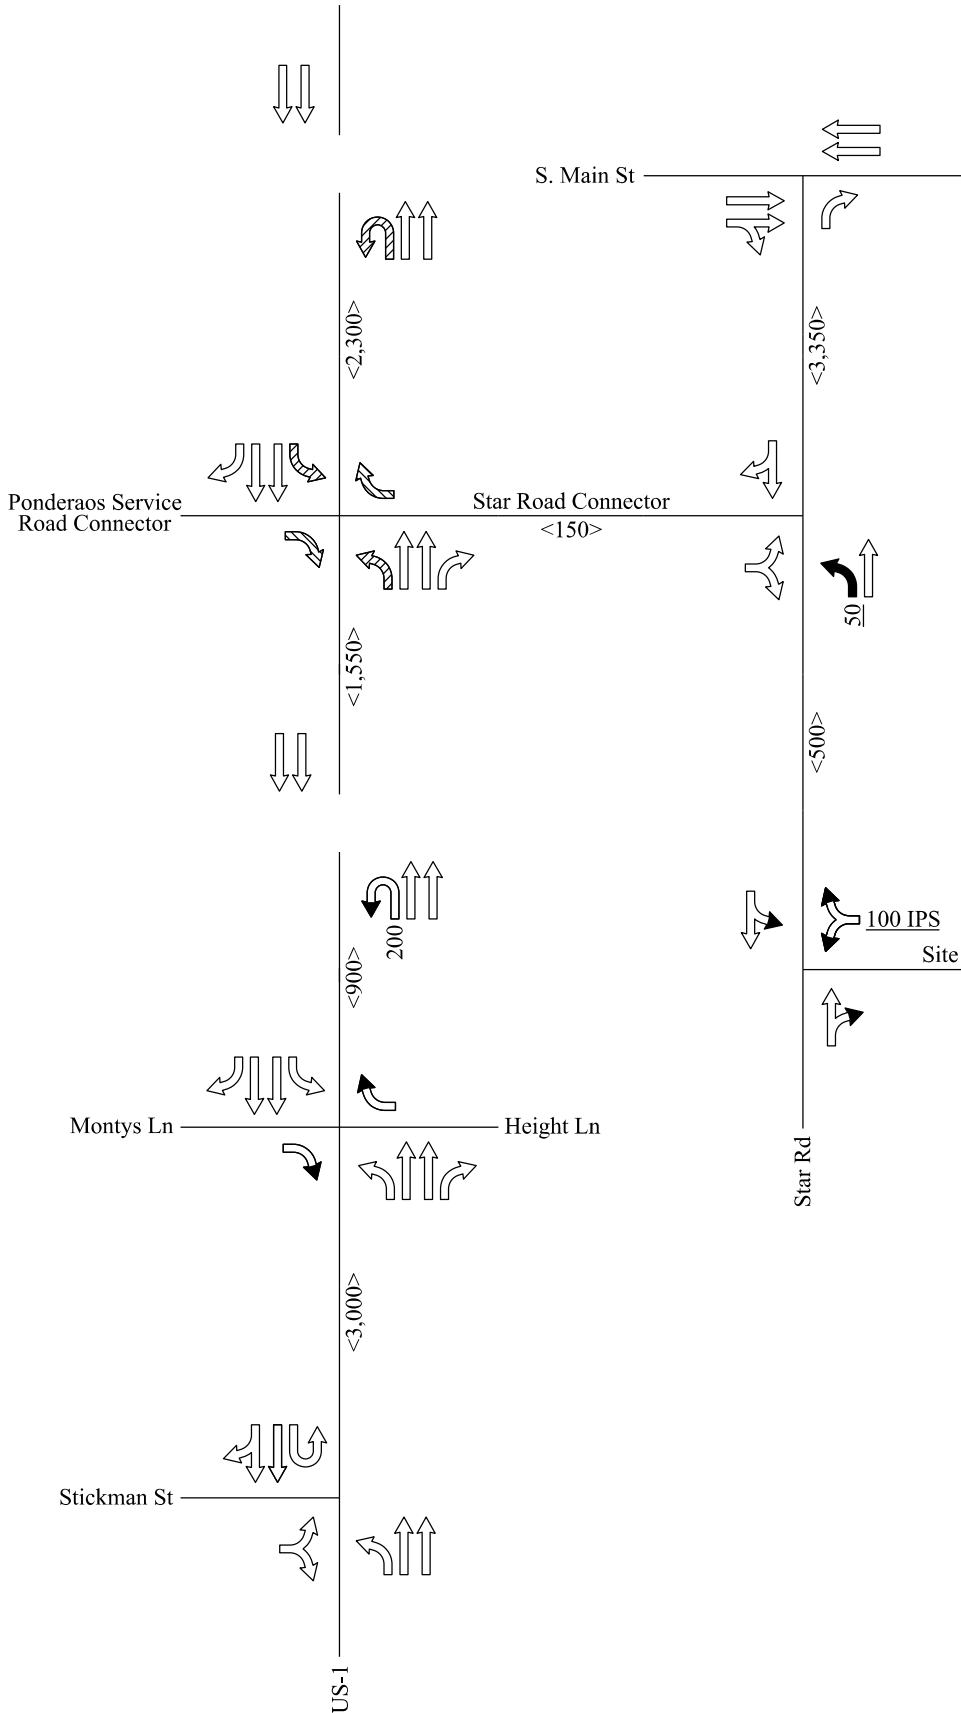 S. Main St
<2,300>
<3,350>
Ponderaos Service
Road Connector
Star Road Connector
<150>
50
<1,550>
<500>
200
100 IPS
<900>
Site
Montys Ln
Height Ln
Star Rd
<3,000>
Stickman St
US-1